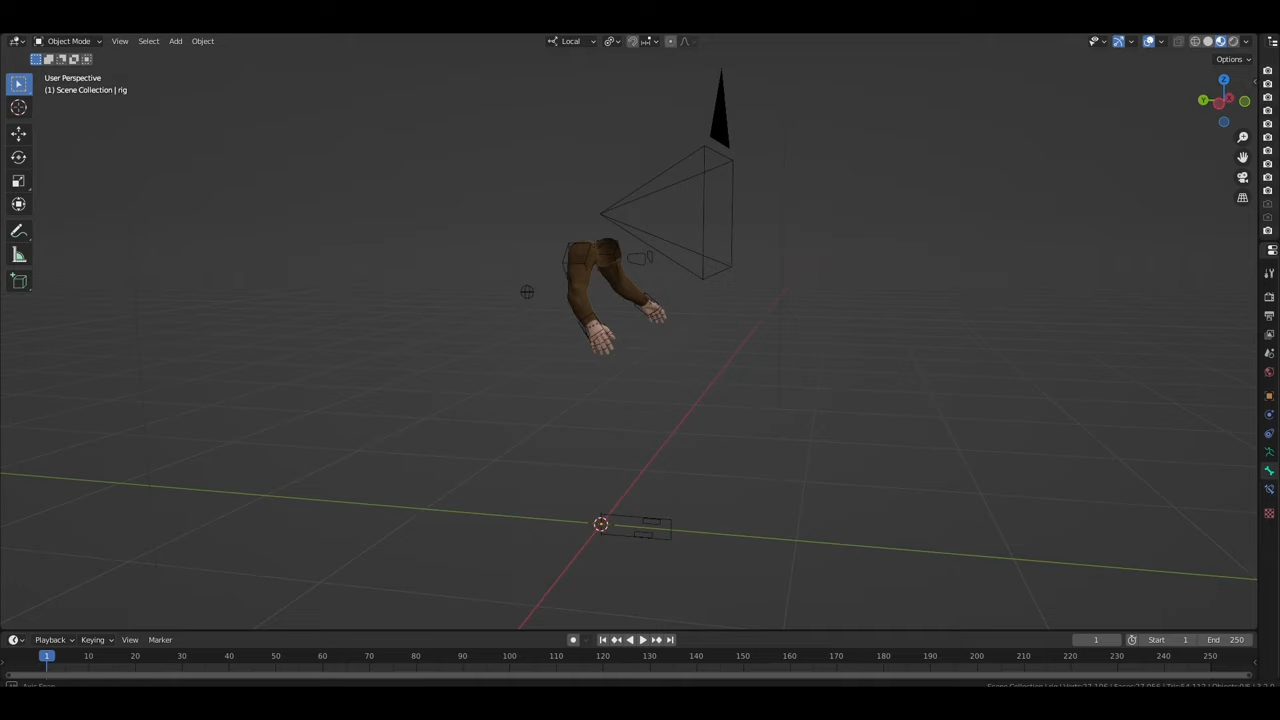 Object Mode View Select Add Object Local
Options
User Perspective
(1) Scene Collection | rig
Z
Y
X
Playback Keying View Marker 1 Start 1 End 250
1 10 20 30 40 50 60 70 80 90 100 110 120 130 140 150 160 170 180 190 200 210 220 230 240 250